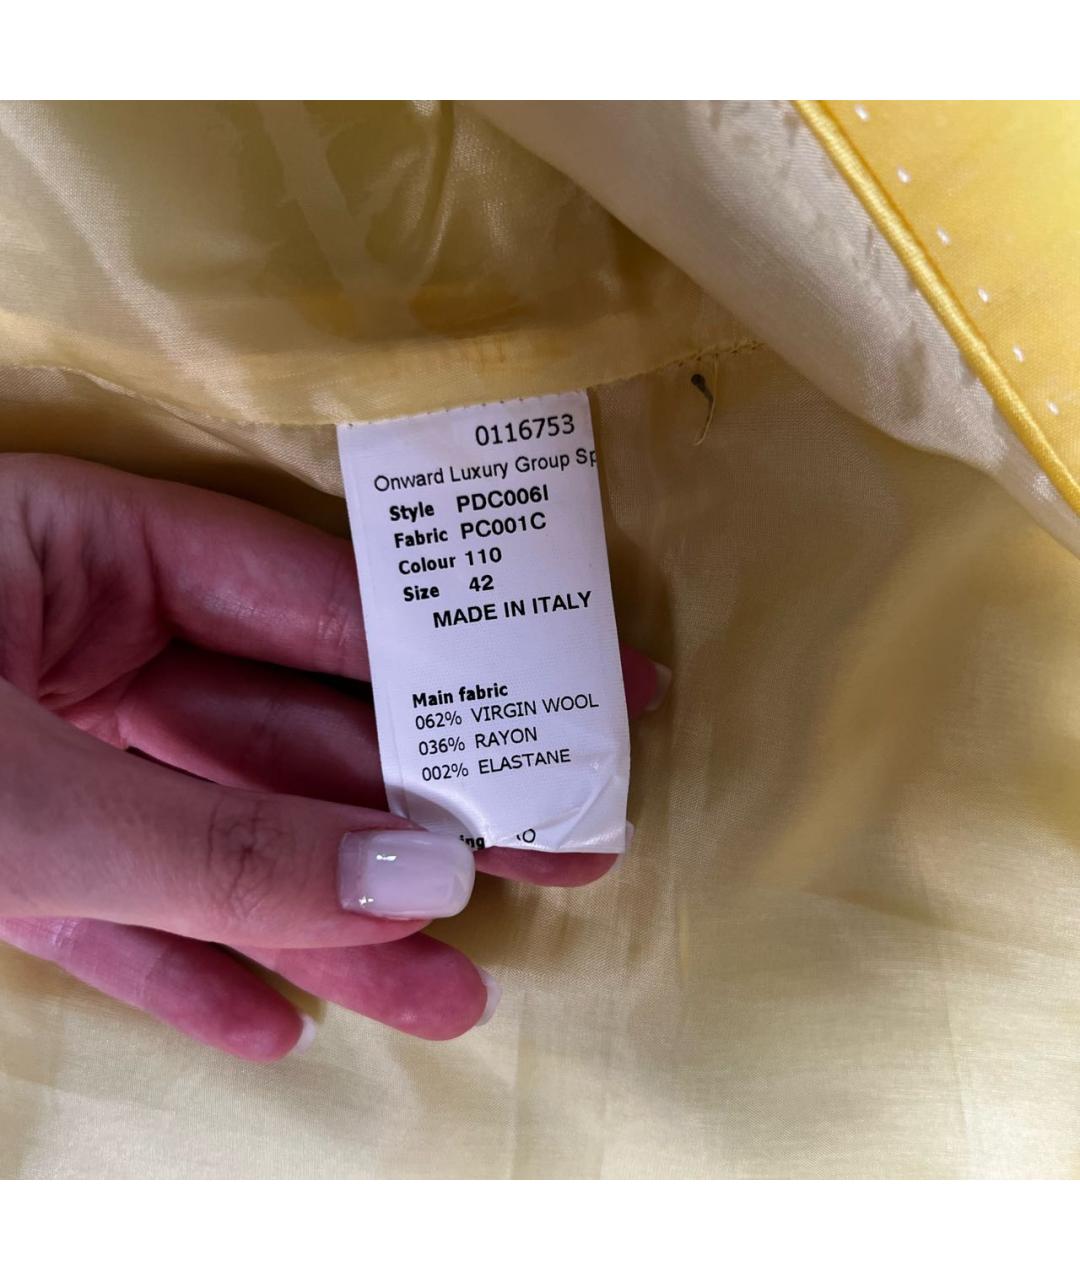 0116753
Onward Luxury Group Sp
Style PDC006I
Fabric PC001C
Colour 110
Size 42
MADE IN ITALY
Main fabric
062% VIRGIN WOOL
036% RAYON
002% ELASTANE